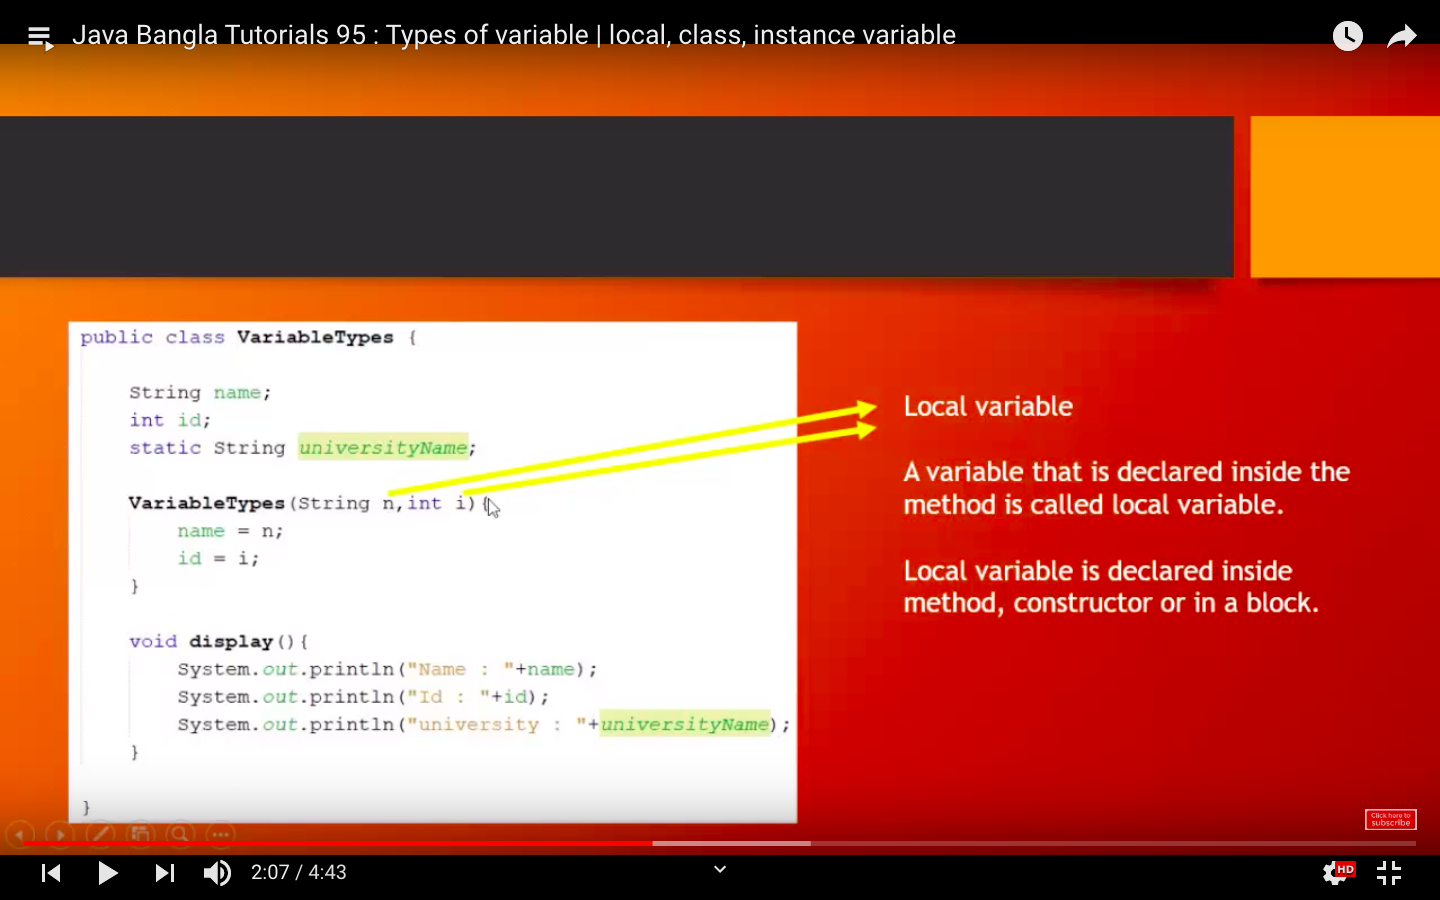 Java Bangla Tutorials 95 : Types of variable | local, class, instance variable
public class VariableTypes {
String name;
int id;
static String universityName;
VariableTypes(String n,int i){
name = n;
id = i;
}
void display(){
System.out.println("Name : "+name);
System.out.println("Id : "+id);
System.out.println("university : "+universityName);
}
}
Local variable
A variable that is declared inside the
method is called local variable.
Local variable is declared inside
method, constructor or in a block.
Click here to
subscribe
2:07 / 4:43
HD